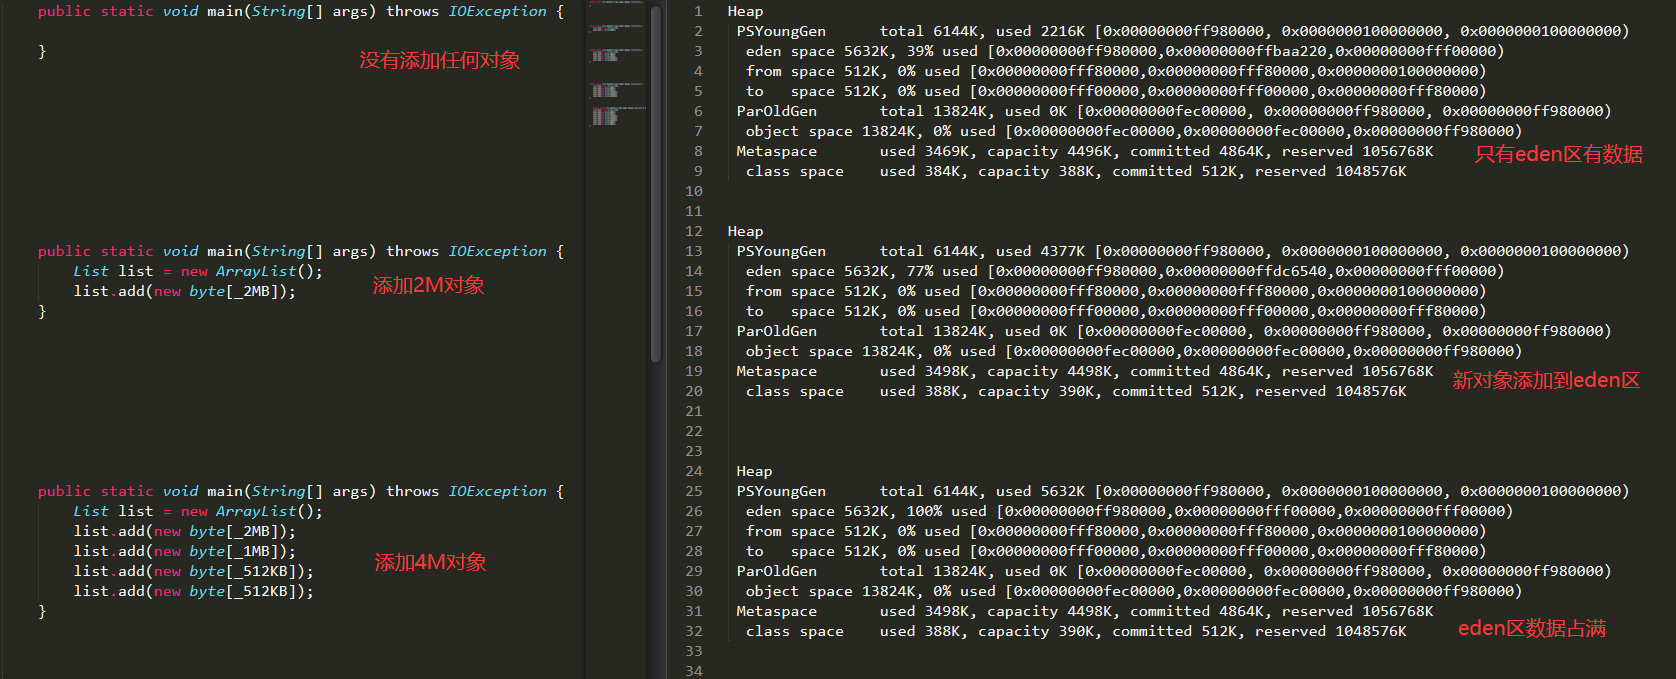 public static void main(String[] args) throws IOException {
}
没有添加任何对象
public static void main(String[] args) throws IOException {
List list = new ArrayList();
list.add(new byte[_2MB]);
}
添加2M对象
public static void main(String[] args) throws IOException {
List list = new ArrayList();
list.add(new byte[_2MB]);
list.add(new byte[_1MB]);
list.add(new byte[_512KB]);
list.add(new byte[_512KB]);
}
添加4M对象
1 Heap
2 PSYoungGen total 6144K, used 2216K [0x00000000ff980000, 0x0000000100000000, 0x0000000100000000)
3 eden space 5632K, 39% used [0x00000000ff980000,0x00000000ffbaa220,0x00000000fff00000)
4 from space 512K, 0% used [0x00000000fff80000,0x00000000fff80000,0x0000000100000000)
5 to space 512K, 0% used [0x00000000fff00000,0x00000000fff00000,0x00000000fff80000)
6 ParOldGen total 13824K, used 0K [0x00000000fec00000, 0x00000000ff980000, 0x00000000ff980000)
7 object space 13824K, 0% used [0x00000000fec00000,0x00000000fec00000,0x00000000ff980000)
8 Metaspace used 3469K, capacity 4496K, committed 4864K, reserved 1056768K
只有eden区有数据
9 class space used 384K, capacity 388K, committed 512K, reserved 1048576K
10
11
12 Heap
13 PSYoungGen total 6144K, used 4377K [0x00000000ff980000, 0x0000000100000000, 0x0000000100000000)
14 eden space 5632K, 77% used [0x00000000ff980000,0x00000000ffdc6540,0x00000000fff00000)
15 from space 512K, 0% used [0x00000000fff80000,0x00000000fff80000,0x0000000100000000)
16 to space 512K, 0% used [0x00000000fff00000,0x00000000fff00000,0x00000000fff80000)
17 ParOldGen total 13824K, used 0K [0x00000000fec00000, 0x00000000ff980000, 0x00000000ff980000)
18 object space 13824K, 0% used [0x00000000fec00000,0x00000000fec00000,0x00000000ff980000)
19 Metaspace used 3498K, capacity 4498K, committed 4864K, reserved 1056768K
新对象添加到eden区
20 class space used 388K, capacity 390K, committed 512K, reserved 1048576K
21
22
23
24 Heap
25 PSYoungGen total 6144K, used 5632K [0x00000000ff980000, 0x0000000100000000, 0x0000000100000000)
26 eden space 5632K, 100% used [0x00000000ff980000,0x00000000fff00000,0x00000000fff00000)
27 from space 512K, 0% used [0x00000000fff80000,0x00000000fff80000,0x0000000100000000)
28 to space 512K, 0% used [0x00000000fff00000,0x00000000fff00000,0x00000000fff80000)
29 ParOldGen total 13824K, used 0K [0x00000000fec00000, 0x00000000ff980000, 0x00000000ff980000)
30 object space 13824K, 0% used [0x00000000fec00000,0x00000000fec00000,0x00000000ff980000)
31 Metaspace used 3498K, capacity 4498K, committed 4864K, reserved 1056768K
32 class space used 388K, capacity 390K, committed 512K, reserved 1048576K
eden区数据占满
33
34